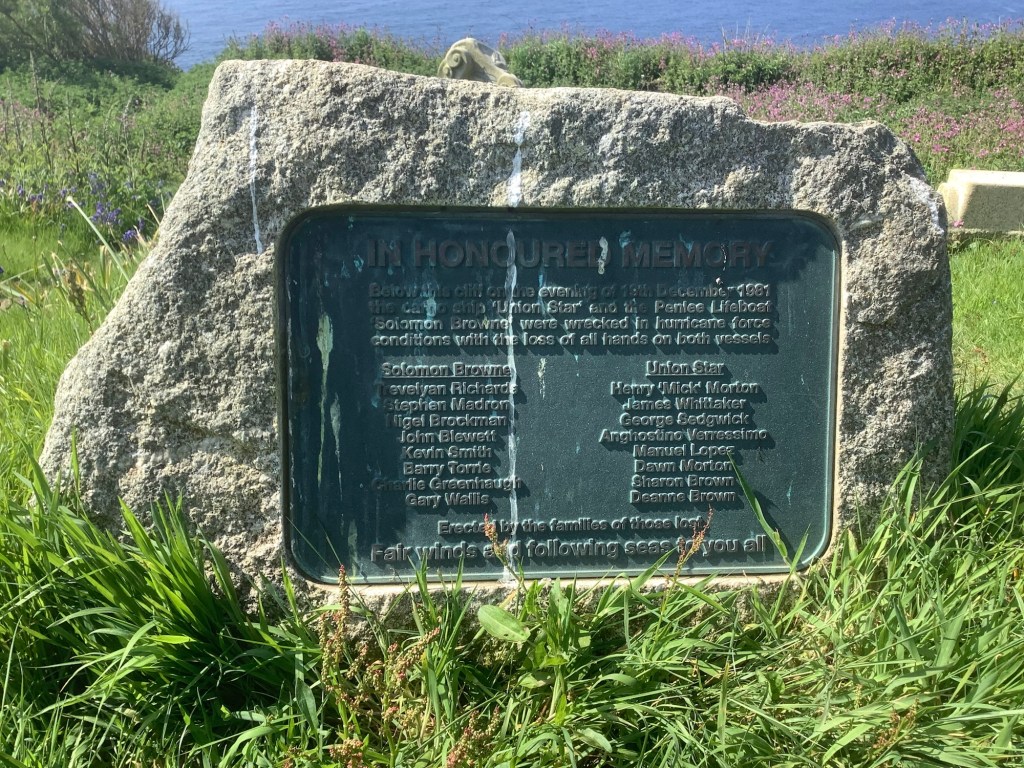 IN HONOURED MEMORY
Below this cliff on the evening of 19th December 1981
the cargo ship 'Union Star' and the Penlee Lifeboat
'Solomon Browne' were wrecked in hurricane force
conditions with the loss of all hands on both vessels
Solomon Browne
Trevelyan Richards
Stephen Madron
Nigel Brockman
John Blewett
Kevin Smith
Barry Torrie
Charlie Greenhaugh
Gary Wallis
Union Star
Henry 'Mick' Morton
James Whittaker
George Sedgwick
Anghostino Verressimo
Manuel Lopez
Dawn Morton
Sharon Brown
Deanne Brown
Erected by the families of those lost
Fair winds and following seas to you all